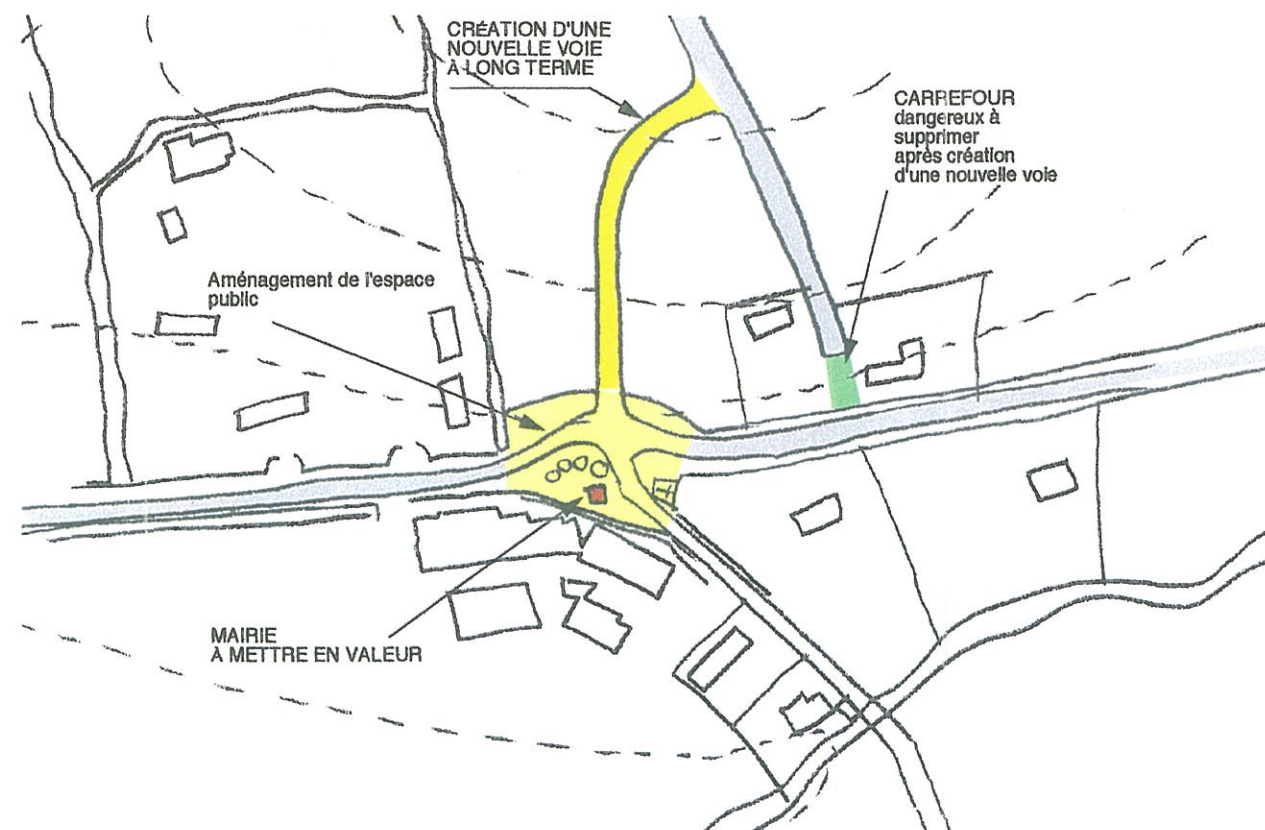 CRÉATION D'UNE
NOUVELLE VOIE
À LONG TERME
CARREFOUR
dangereux à
supprimer
après création
d'une nouvelle voie
Aménagement de l'espace
public
MAIRIE
À METTRE EN VALEUR